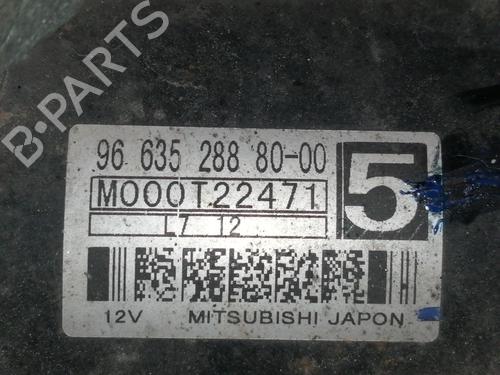 B-PARTS
96 635 288 80-00
M000T22471
5
L7 12
12V MITSUBISHI JAPON